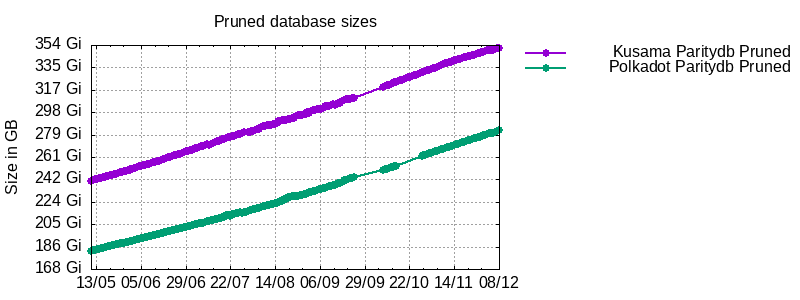 Pruned database sizes
354 Gi
335 Gi
317 Gi
298 Gi
279 Gi
261 Gi
242 Gi
224 Gi
205 Gi
186 Gi
168 Gi
Size in GB
13/05 05/06 29/06 22/07 14/08 06/09 29/09 22/10 14/11 08/12
Kusama Paritydb Pruned
Polkadot Paritydb Pruned